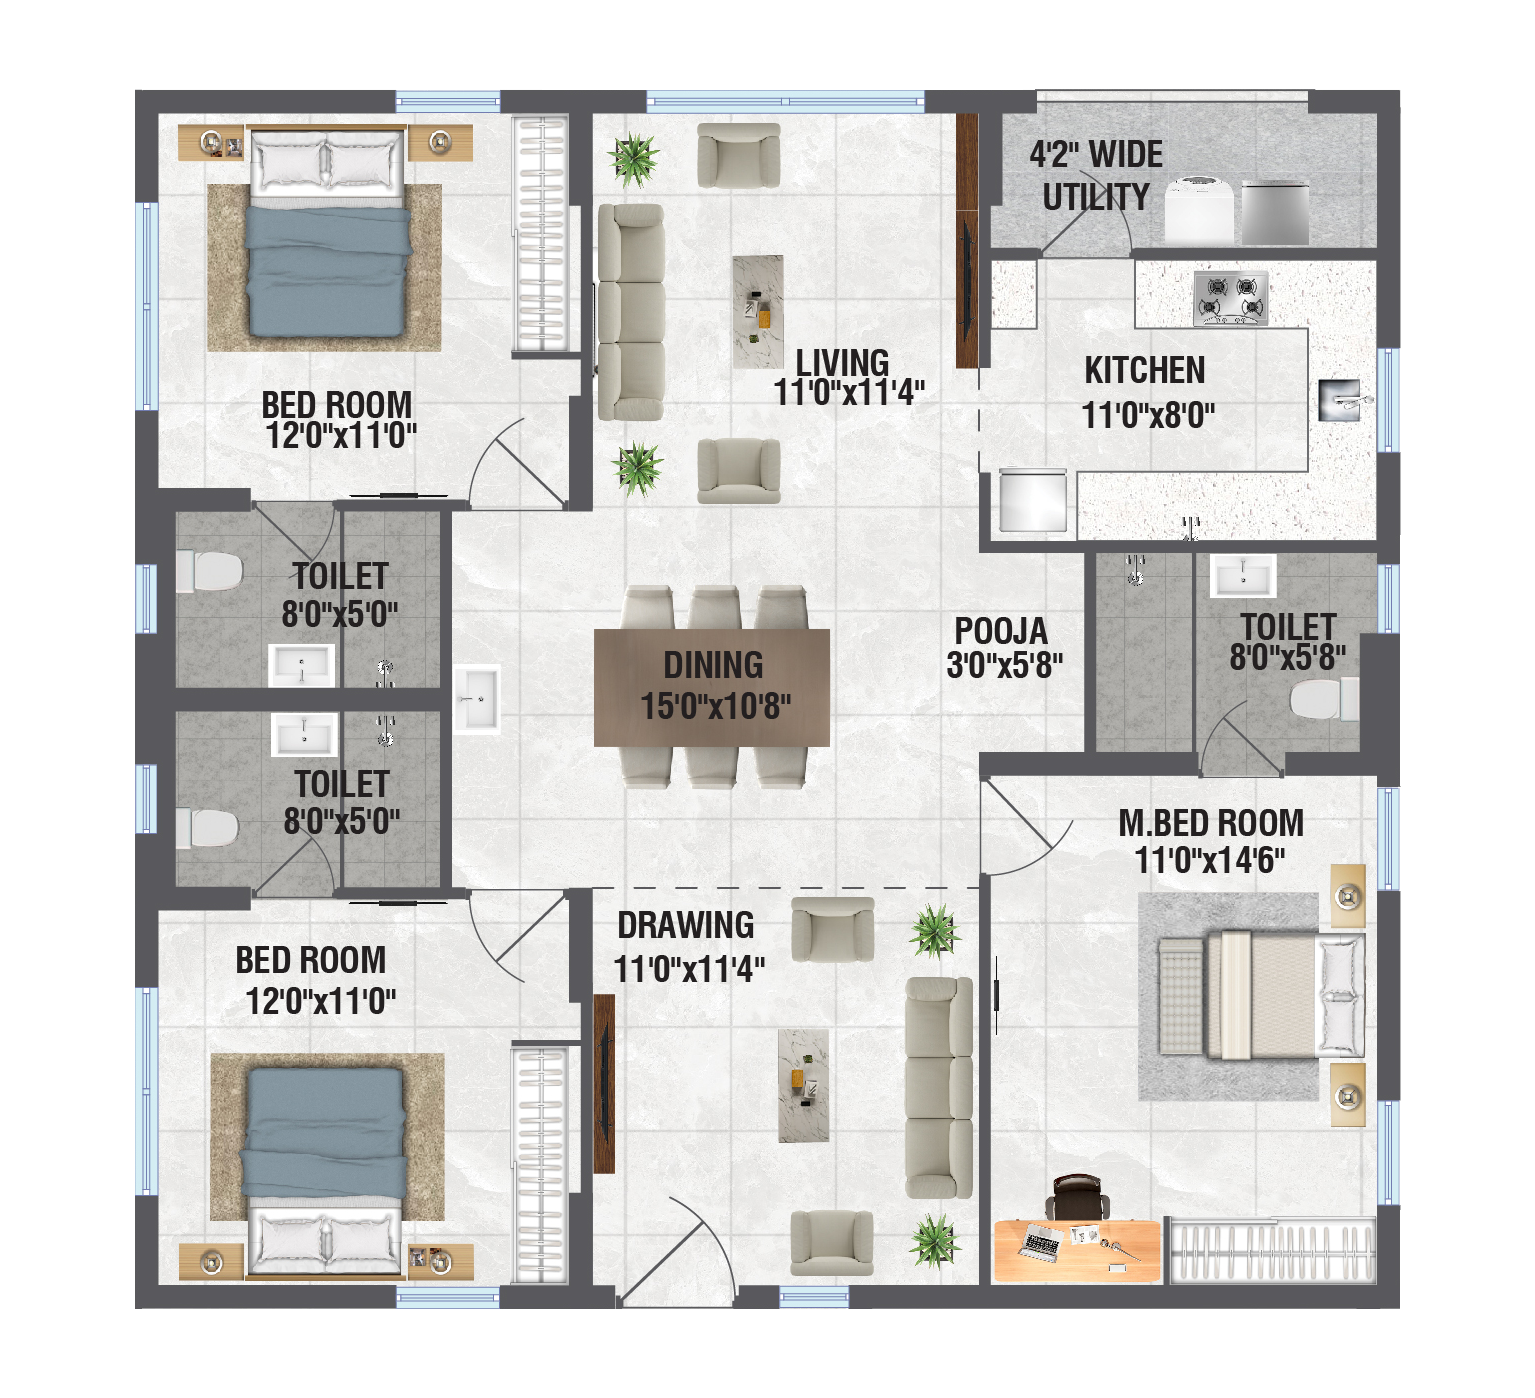 4'2" WIDE
UTILITY
LIVING
11'0"x11'4"
KITCHEN
11'0"x8'0"
BED ROOM
12'0"x11'0"
TOILET
8'0"x5'0"
DINING
15'0"x10'8"
POOJA
3'0"x5'8"
TOILET
8'0"x5'8"
TOILET
8'0"x5'0"
M.BED ROOM
11'0"x14'6"
DRAWING
11'0"x11'4"
BED ROOM
12'0"x11'0"